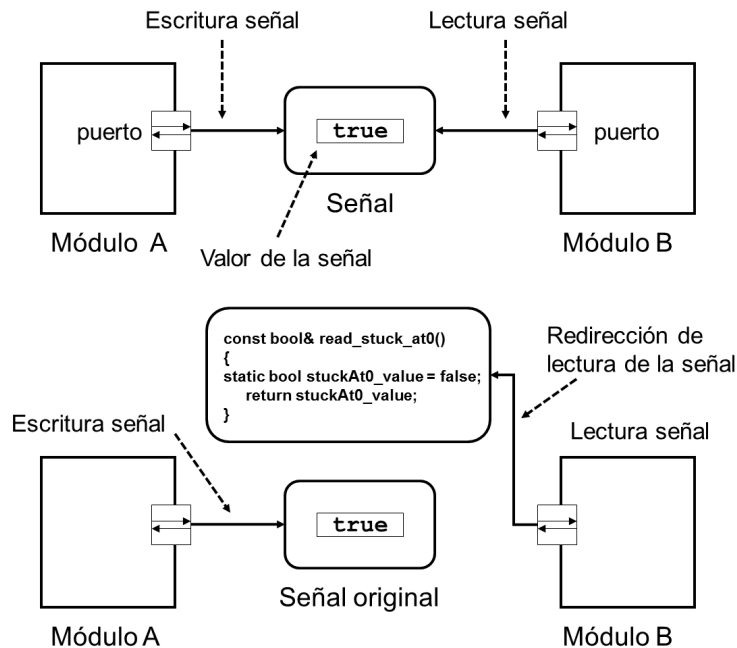 Escritura señal
Lectura señal
puerto
true
puerto
Señal
Módulo A
Valor de la señal
Módulo B
const bool& read_stuck_at0()
{
static bool stuckAt0_value = false;
return stuckAt0_value;
}
Redirección de
lectura de la señal
Escritura señal
Lectura señal
true
Señal original
Módulo A
Módulo B